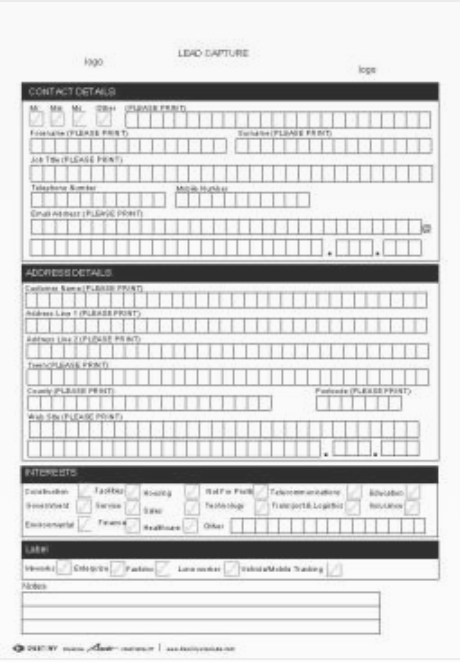 LEAD CAPTURE
logo
logo
CONTACT DETAILS
Mr. Mrs. Ms. Other (PLEASE PRINT)
Forename (PLEASE PRINT) Surname (PLEASE PRINT)
Job Title (PLEASE PRINT)
Telephone Number Mobile Number
Email Address (PLEASE PRINT)
@
ADDRESS DETAILS
Customer Name (PLEASE PRINT)
Address Line 1 (PLEASE PRINT)
Address Line 2 (PLEASE PRINT)
Town (PLEASE PRINT)
County (PLEASE PRINT) Postcode (PLEASE PRINT)
Web Site (PLEASE PRINT)
INTERESTS
Construction Facilities Housing Not For Profit Telecommunications Education
Government Service Sales Technology Transport & Logistics Insurance
Environmental Finance Healthcare Other
Label
Enterprise Lone worker Vehicle/Mobile Tracking
Notes